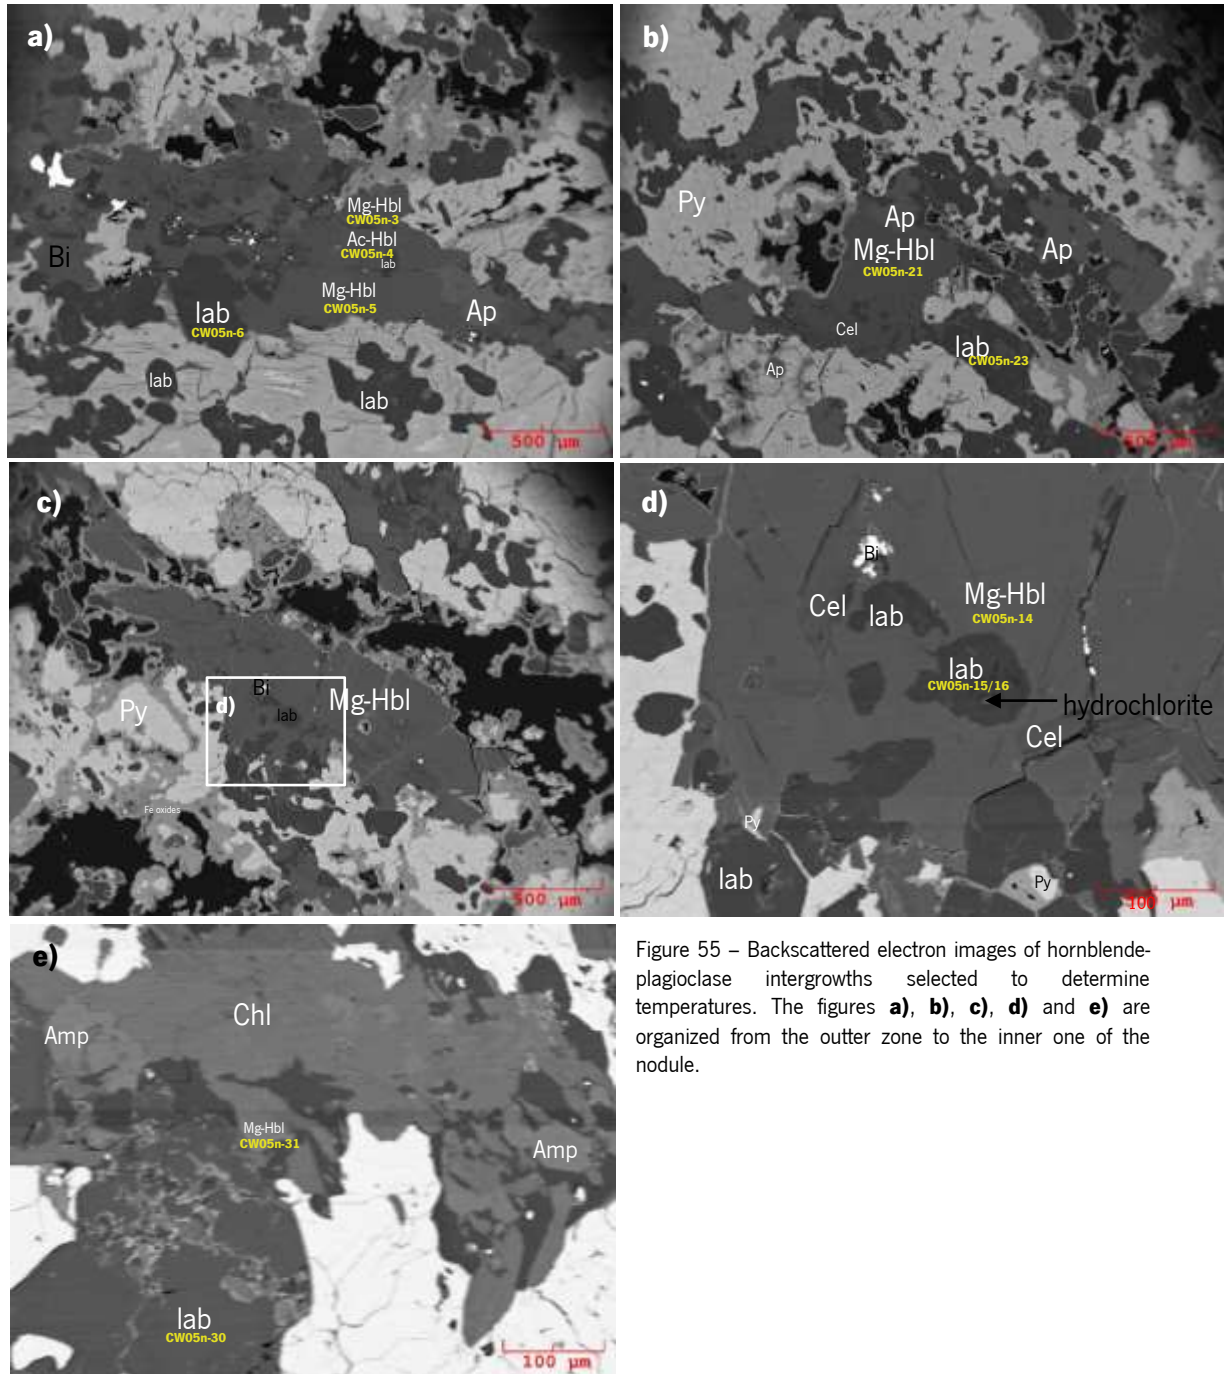 a)
Mg-Hbl
CW05n-3
Ac-Hbl
CW05n-4
lab
Bi
Mg-Hbl
CW05n-5
lab
CW05n-6
Ap
lab
lab
500 µm
b)
Py
Ap
Mg-Hbl
CW05n-21
Ap
Cel
lab
CW05n-23
Ap
500 µm
c)
Bi
d)
lab
Mg-Hbl
Py
Fe oxides
500 µm
d)
Bi
Cel
lab
Mg-Hbl
CW05n-14
lab
CW05n-15/16
hydrochlorite
Cel
Py
lab
Py
100 µm
e)
Chl
Amp
Mg-Hbl
CW05n-31
Amp
lab
CW05n-30
100 µm
Figure 55 – Backscattered electron images of hornblende-
plagioclase intergrowths selected to determine
temperatures. The figures a), b), c), d) and e) are
organized from the outter zone to the inner one of the
nodule.